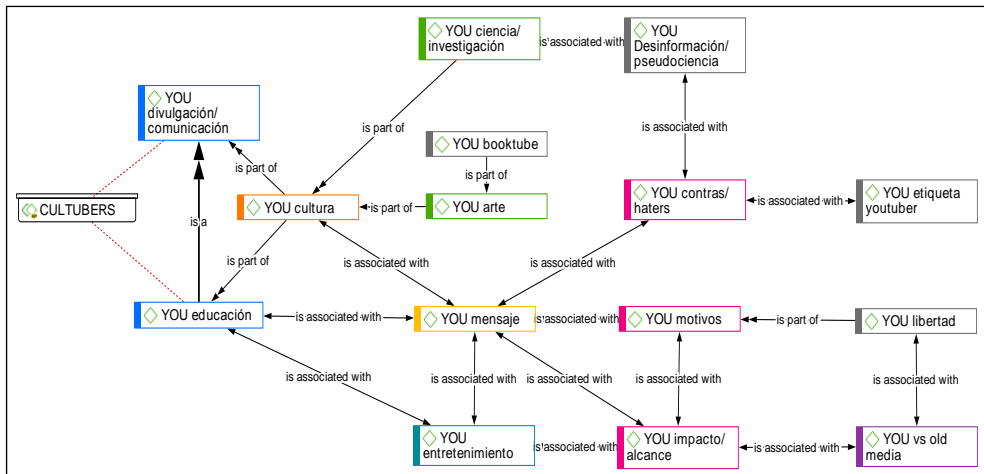 YOU ciencia/
investigación
is associated with
YOU
Desinformación/
pseudociencia
YOU
divulgación/
comunicación
is part of
is associated with
YOU booktube
is part of
is part of
CULTUBERS
YOU cultura
is part of
YOU arte
YOU contras/
haters
is associated with
YOU etiqueta
youtuber
is a
is part of
is associated with
is associated with
YOU educación
is associated with
YOU mensaje
is associated with
YOU motivos
is part of
YOU libertad
is associated with
is associated with
is associated with
is associated with
is associated with
YOU
entretenimiento
is associated with
YOU impacto/
alcance
is associated with
YOU vs old
media